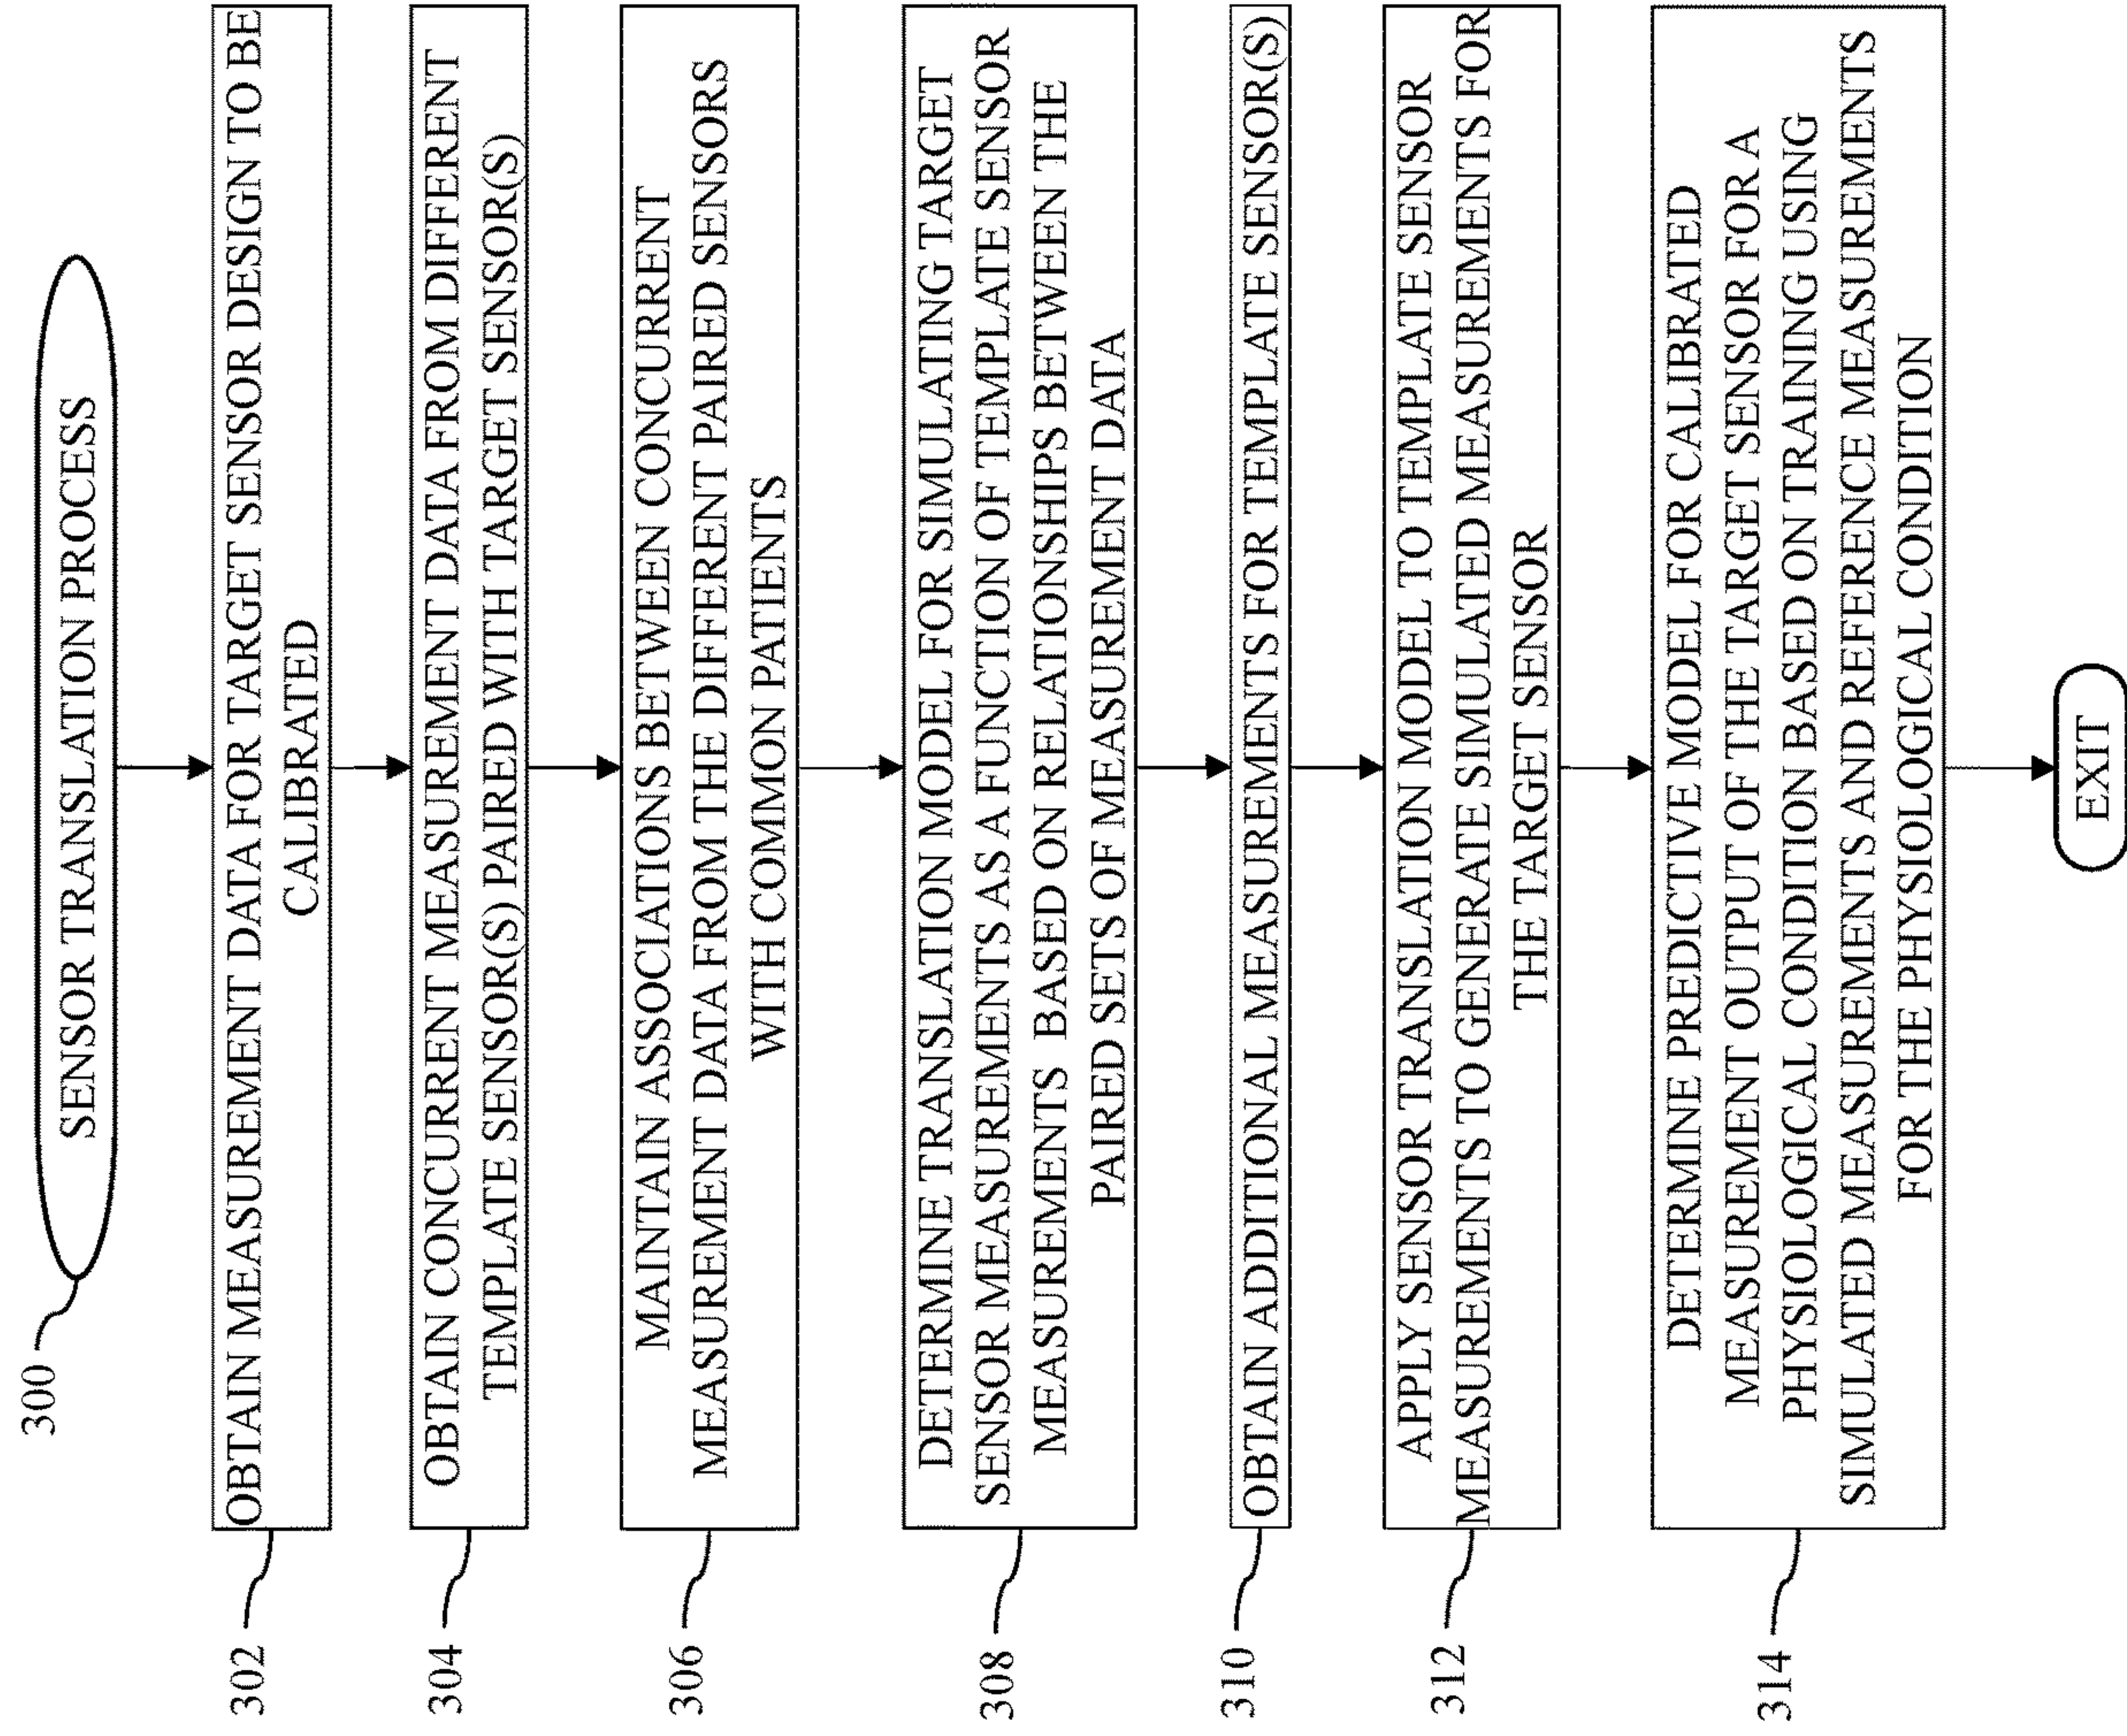 300
SENSOR TRANSLATION PROCESS
302
OBTAIN MEASUREMENT DATA FOR TARGET SENSOR DESIGN TO BE
CALIBRATED
304
OBTAIN CONCURRENT MEASUREMENT DATA FROM DIFFERENT
TEMPLATE SENSOR(S) PAIRED WITH TARGET SENSOR(S)
306
MAINTAIN ASSOCIATIONS BETWEEN CONCURRENT
MEASUREMENT DATA FROM THE DIFFERENT PAIRED SENSORS
WITH COMMON PATIENTS
308
DETERMINE TRANSLATION MODEL FOR SIMULATING TARGET
SENSOR MEASUREMENTS AS A FUNCTION OF TEMPLATE SENSOR
MEASUREMENTS BASED ON RELATIONSHIPS BETWEEN THE
PAIRED SETS OF MEASUREMENT DATA
310
OBTAIN ADDITIONAL MEASUREMENTS FOR TEMPLATE SENSOR(S)
312
APPLY SENSOR TRANSLATION MODEL TO TEMPLATE SENSOR
MEASUREMENTS TO GENERATE SIMULATED MEASUREMENTS FOR
THE TARGET SENSOR
314
DETERMINE PREDICTIVE MODEL FOR CALIBRATED
MEASUREMENT OUTPUT OF THE TARGET SENSOR FOR A
PHYSIOLOGICAL CONDITION BASED ON TRAINING USING
SIMULATED MEASUREMENTS AND REFERENCE MEASUREMENTS
FOR THE PHYSIOLOGICAL CONDITION
EXIT